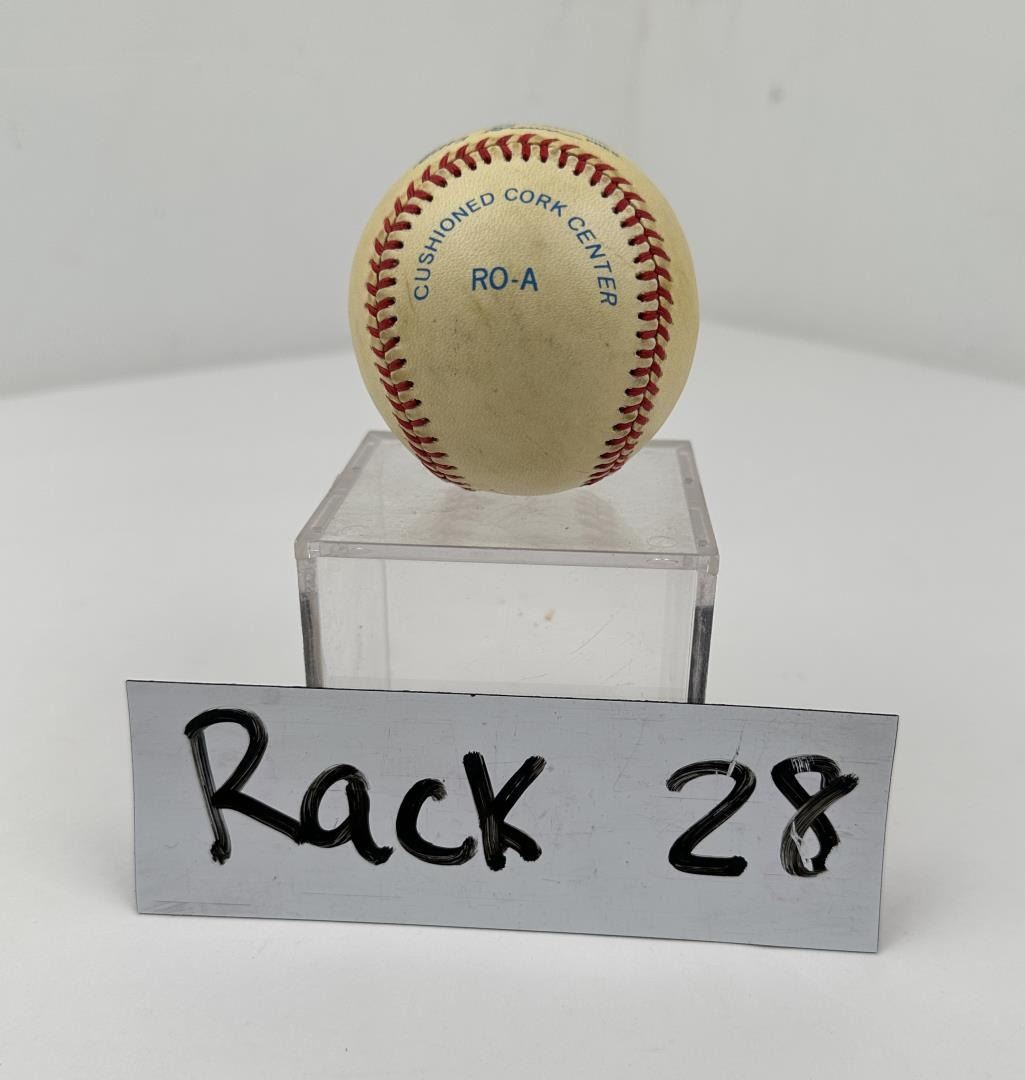 CUSHIONED CORK CENTER
RO-A
Rack 28